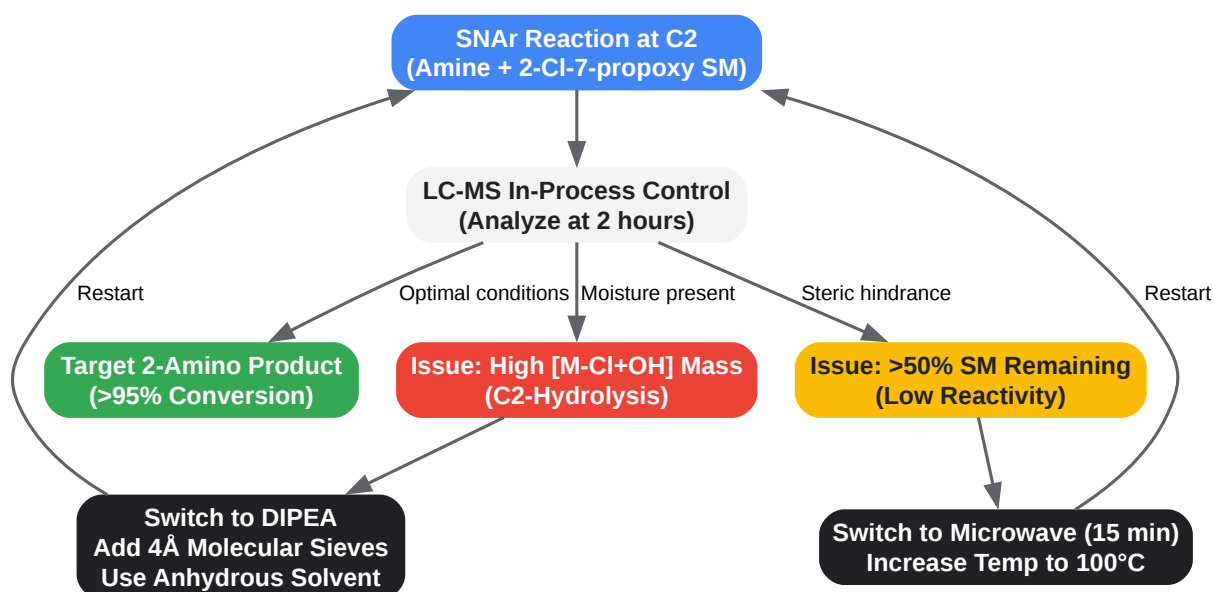 SNAr Reaction at C2
(Amine + 2-Cl-7-propoxy SM)
LC-MS In-Process Control
(Analyze at 2 hours)
Restart
Optimal conditions
Moisture present
Steric hindrance
Restart
Target 2-Amino Product
(>95% Conversion)
Issue: High [M-Cl+OH] Mass
(C2-Hydrolysis)
Issue: >50% SM Remaining
(Low Reactivity)
Switch to DIPEA
Add 4Å Molecular Sieves
Use Anhydrous Solvent
Switch to Microwave (15 min)
Increase Temp to 100°C